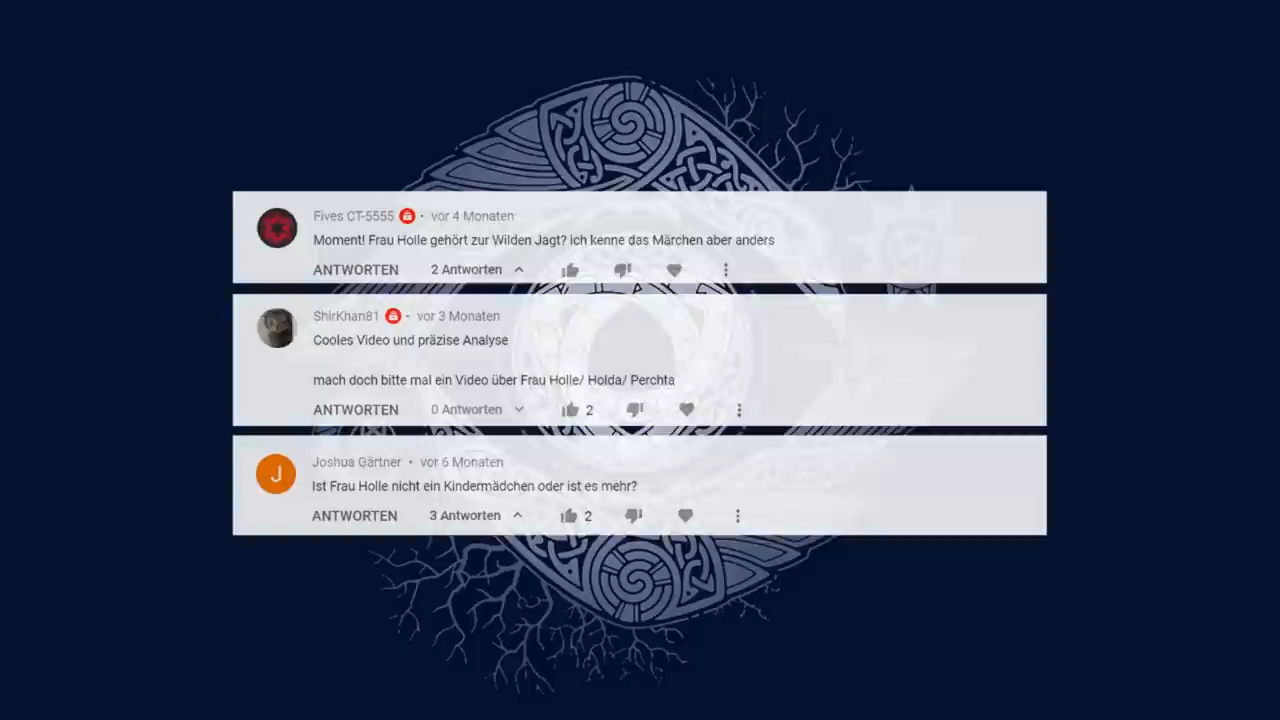 Fives CT-5555 • vor 4 Monaten
Moment! Frau Holle gehört zur Wilden Jagt? ich kenne das Märchen aber anders
ANTWORTEN 2 Antworten
ShirKhan81 • vor 3 Monaten
Cooles Video und präzise Analyse
mach doch bitte mal ein Video über Frau Holle/ Holda/ Perchta
ANTWORTEN 0 Antworten 2
J
Joshua Gärtner • vor 6 Monaten
Ist Frau Holle nicht ein Kindermädchen oder ist es mehr?
ANTWORTEN 3 Antworten 2